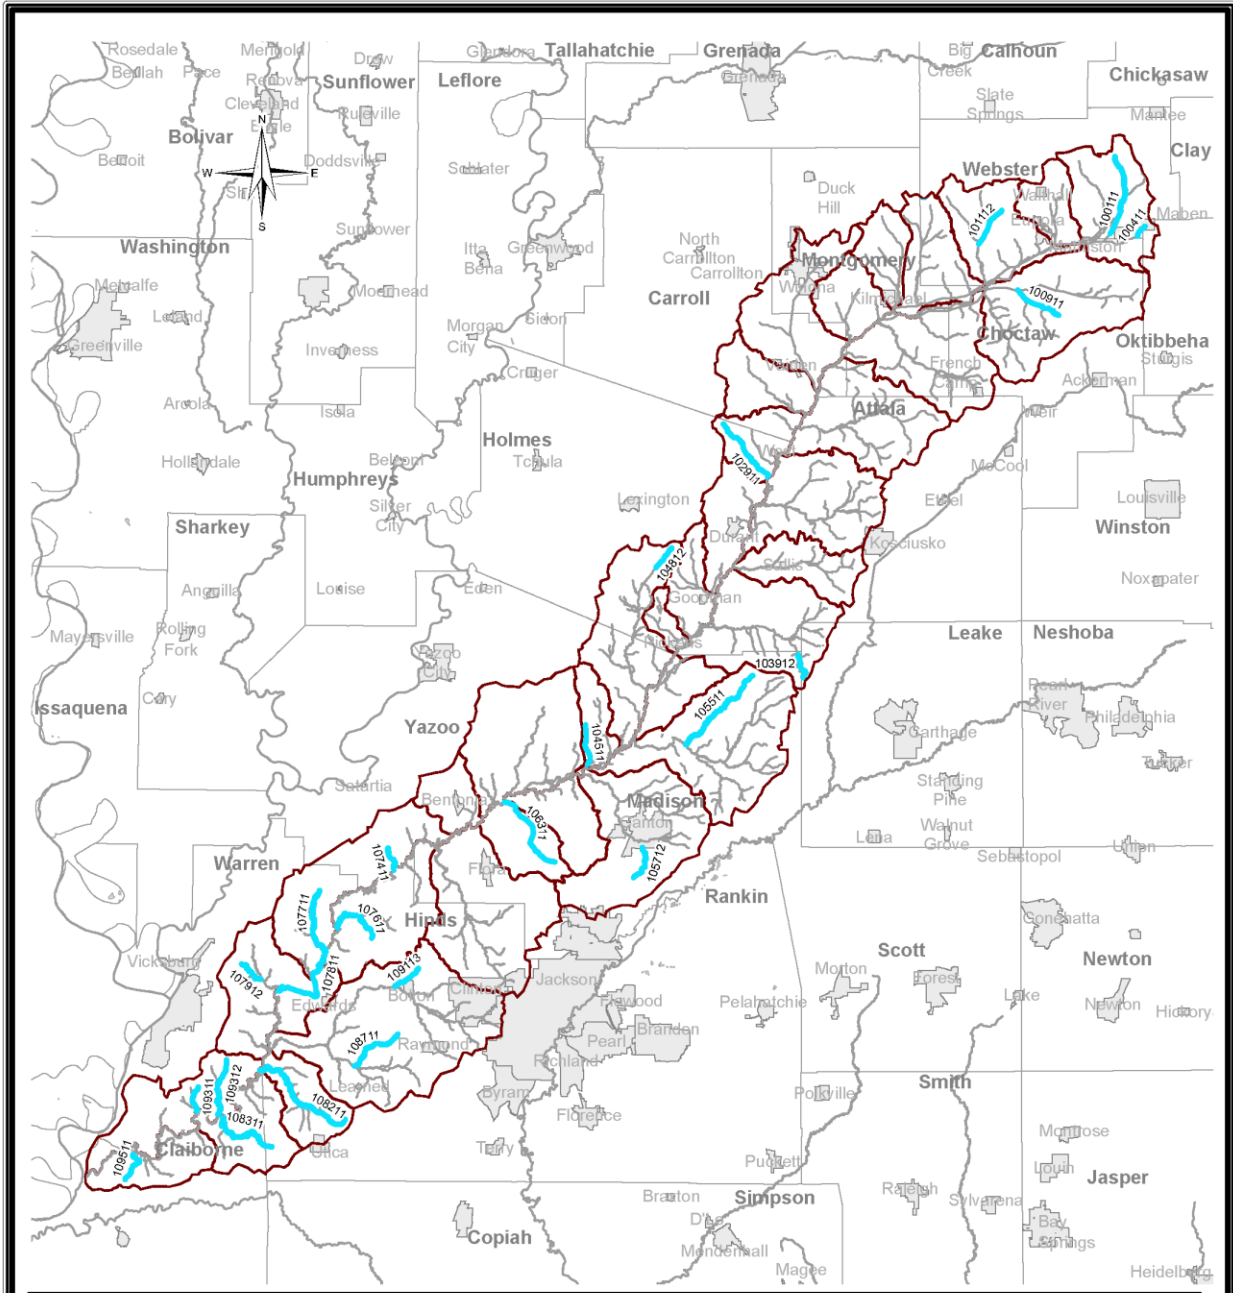 Rosedale
Merigold
Drew
Glendora
Tallahatchie
Grenada
Big
Creek
Calhoun
Beulah
Pace
Renova
Sunflower
Leflore
Grenada
Chickasaw
Cleveland
Ruleville
Slate
Springs
Mantee
Bolivar
N
Benoit
W
E
S
Doddsville
Schlater
Webster
Clay
Duck
Hill
Walthall
100111
Maben
Sunflower
101112
Eupora
100411
Washington
Itta
Bena
Greenwood
North
Carrollton
Carrollton
Montgomery
Winona
Metcalfe
Moorhead
Carroll
Kilmichael
100911
Leland
Morgan
City
Sidon
Choctaw
Oktibbeha
Greenville
Inverness
Sturgis
Cruger
Vaiden
French
Camp
Ackerman
Arcola
Isola
Attala
Weir
Holmes
West
Hollandale
Belzoni
Tchula
102911
McCool
Humphreys
Silver
City
Lexington
Ethel
Louisville
Sharkey
Durant
Kosciusko
Winston
104812
Sallis
Noxapater
Anguilla
Louise
Eden
Goodman
Mayersville
Rolling
Fork
Pickens
Leake
Neshoba
Yazoo
City
103912
Cary
Issaquena
105511
Pearl
River
Philadelphia
Yazoo
104511
Carthage
Tucker
Satartia
Bentonia
Madison
Standing
Pine
106311
Canton
Walnut
Grove
Lena
Union
Sebastopol
Warren
107411
Flora
105712
Rankin
107711
107611
Hinds
Conehatta
Scott
Vicksburg
107912
107811
109113
Jackson
Morton
Forest
Newton
Edwards
Bolton
Clinton
Flowood
Pelahatchie
Lake
Newton
Hickory
108711
Raymond
Pearl
Brandon
Richland
109311
109312
Learned
Byram
Polkville
Smith
108211
Florence
108311
Claiborne
Utica
Terry
Montrose
109511
Puckett
Louin
Jasper
Braxton
Simpson
Raleigh
Sylvarena
D'lo
Bay
Springs
Copiah
Mendenhall
Magee
Heidelberg